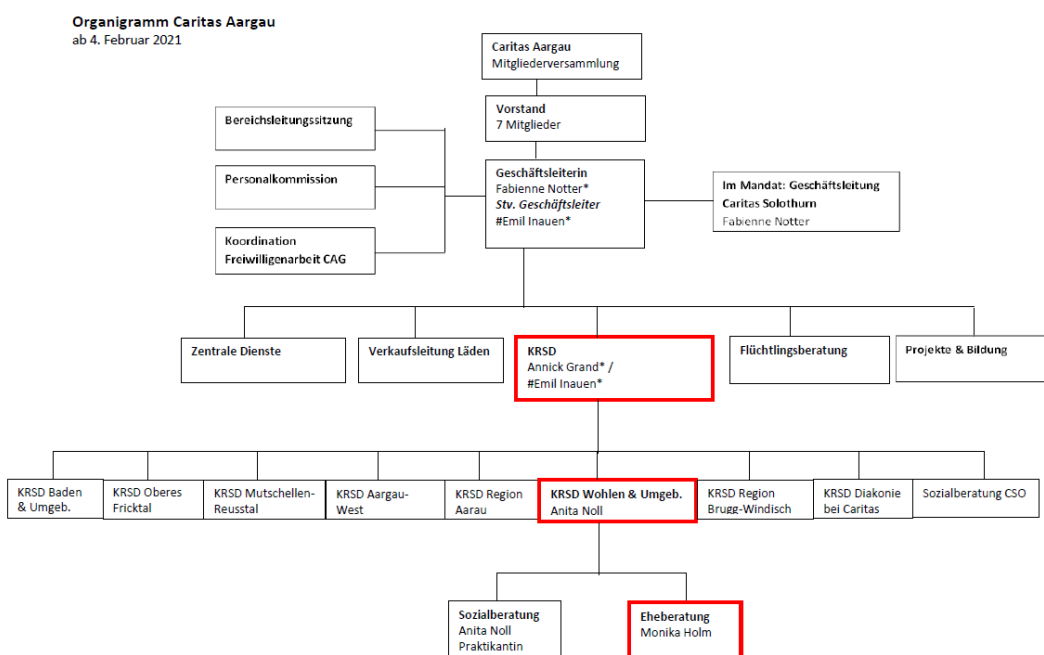 Organigramm Caritas Aargau
ab 4. Februar 2021
Caritas Aargau
Mitgliederversammlung
Vorstand
7 Mitglieder
Bereichsleitungssitzung
Personalkommission
Koordination
Freiwilligenarbeit CAG
Geschäftsleiterin
Fabienne Notter*
Stv. Geschäftsleiter
#Emil Inauen*
Im Mandat: Geschäftsleitung
Caritas Solothurn
Fabienne Notter
Zentrale Dienste
Verkaufsleitung Läden
KRSD
Annick Grand* /
#Emil Inauen*
Flüchtlingsberatung
Projekte & Bildung
KRSD Baden
& Umgeb.
KRSD Oberes
Fricktal
KRSD Mutschellen-
Reusstal
KRSD Aargau-
West
KRSD Region
Aarau
KRSD Wohlen & Umgeb.
Anita Noll
KRSD Region
Brugg-Windisch
KRSD Diakonie
bei Caritas
Sozialberatung CSO
Sozialberatung
Anita Noll
Praktikantin
Eheberatung
Monika Holm